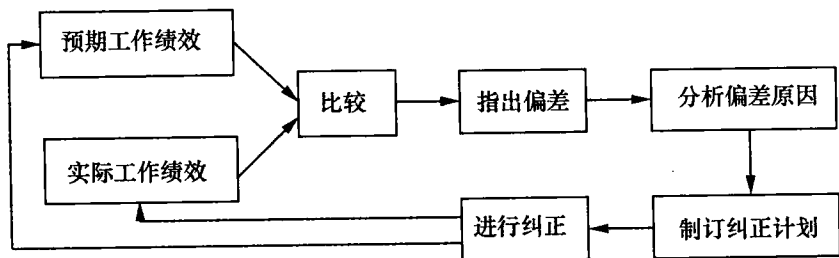 预期工作绩效
比较
指出偏差
分析偏差原因
实际工作绩效
进行纠正
制订纠正计划